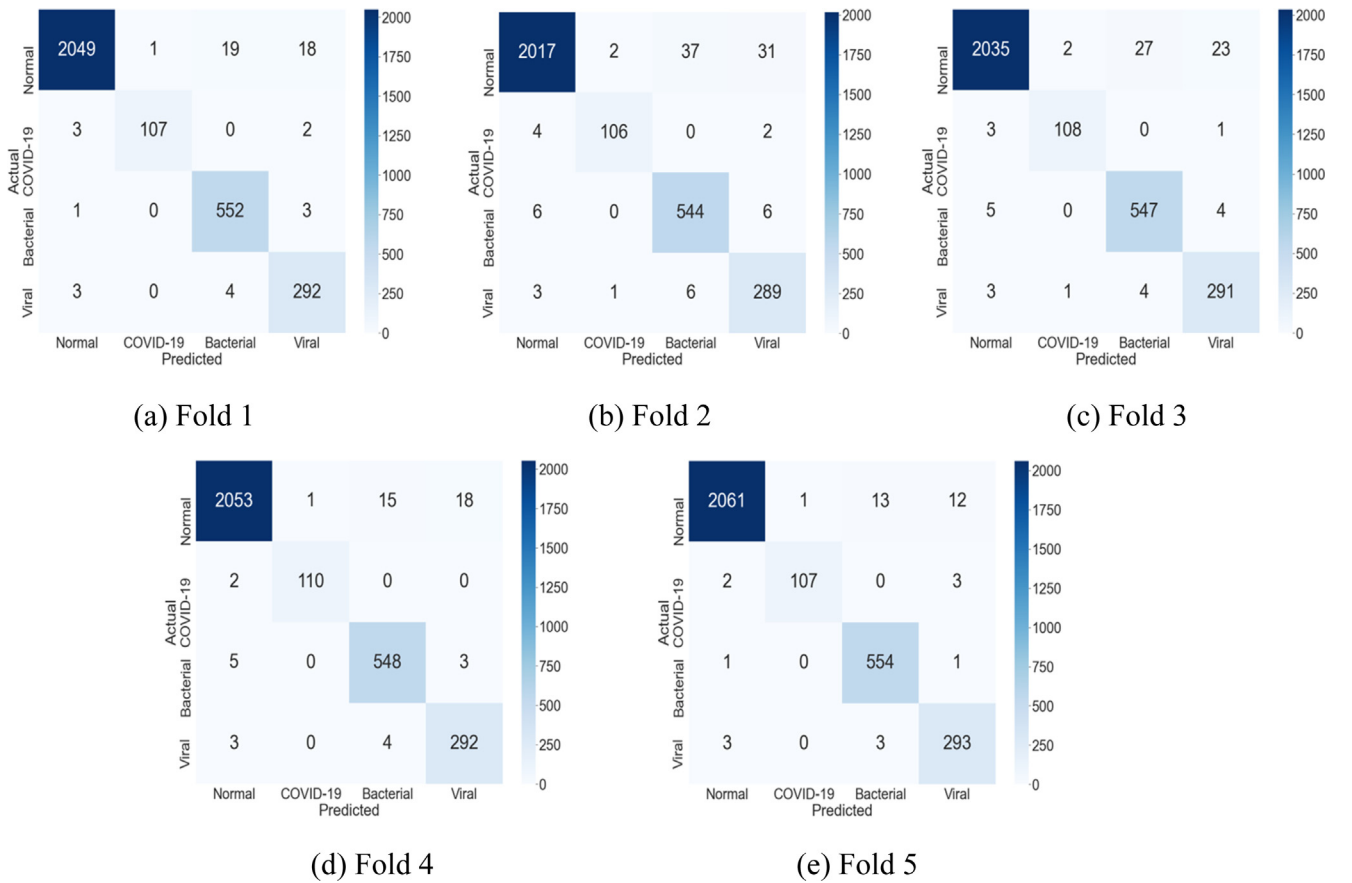 2049 1 19 18
3 107 0 2
1 0 552 3
3 0 4 292
Normal
COVID-19
Bacterial
Viral
Actual
Normal COVID-19 Bacterial Viral
Predicted
2000
1750
1500
1250
1000
750
500
250
0
(a) Fold 1
2017 2 37 31
4 106 0 2
6 0 544 6
3 1 6 289
Normal
COVID-19
Bacterial
Viral
Actual
Normal COVID-19 Bacterial Viral
Predicted
2000
1750
1500
1250
1000
750
500
250
0
(b) Fold 2
2035 2 27 23
3 108 0 1
5 0 547 4
3 1 4 291
Normal
COVID-19
Bacterial
Viral
Actual
Normal COVID-19 Bacterial Viral
Predicted
2000
1750
1500
1250
1000
750
500
250
0
(c) Fold 3
2053 1 15 18
2 110 0 0
5 0 548 3
3 0 4 292
Normal
COVID-19
Bacterial
Viral
Actual
Normal COVID-19 Bacterial Viral
Predicted
2000
1750
1500
1250
1000
750
500
250
0
(d) Fold 4
2061 1 13 12
2 107 0 3
1 0 554 1
3 0 3 293
Normal
COVID-19
Bacterial
Viral
Actual
Normal COVID-19 Bacterial Viral
Predicted
2000
1750
1500
1250
1000
750
500
250
0
(e) Fold 5